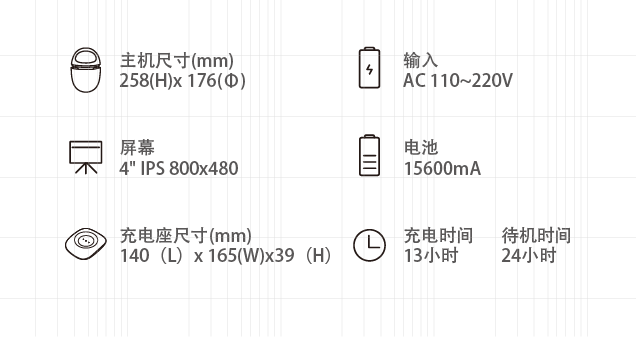 主机尺寸(mm)
258(H)x 176(Φ)
输入
AC 110~220V
屏幕
4" IPS 800x480
电池
15600mA
充电座尺寸(mm)
140（L）x 165(W)x39（H）
充电时间
13小时
待机时间
24小时